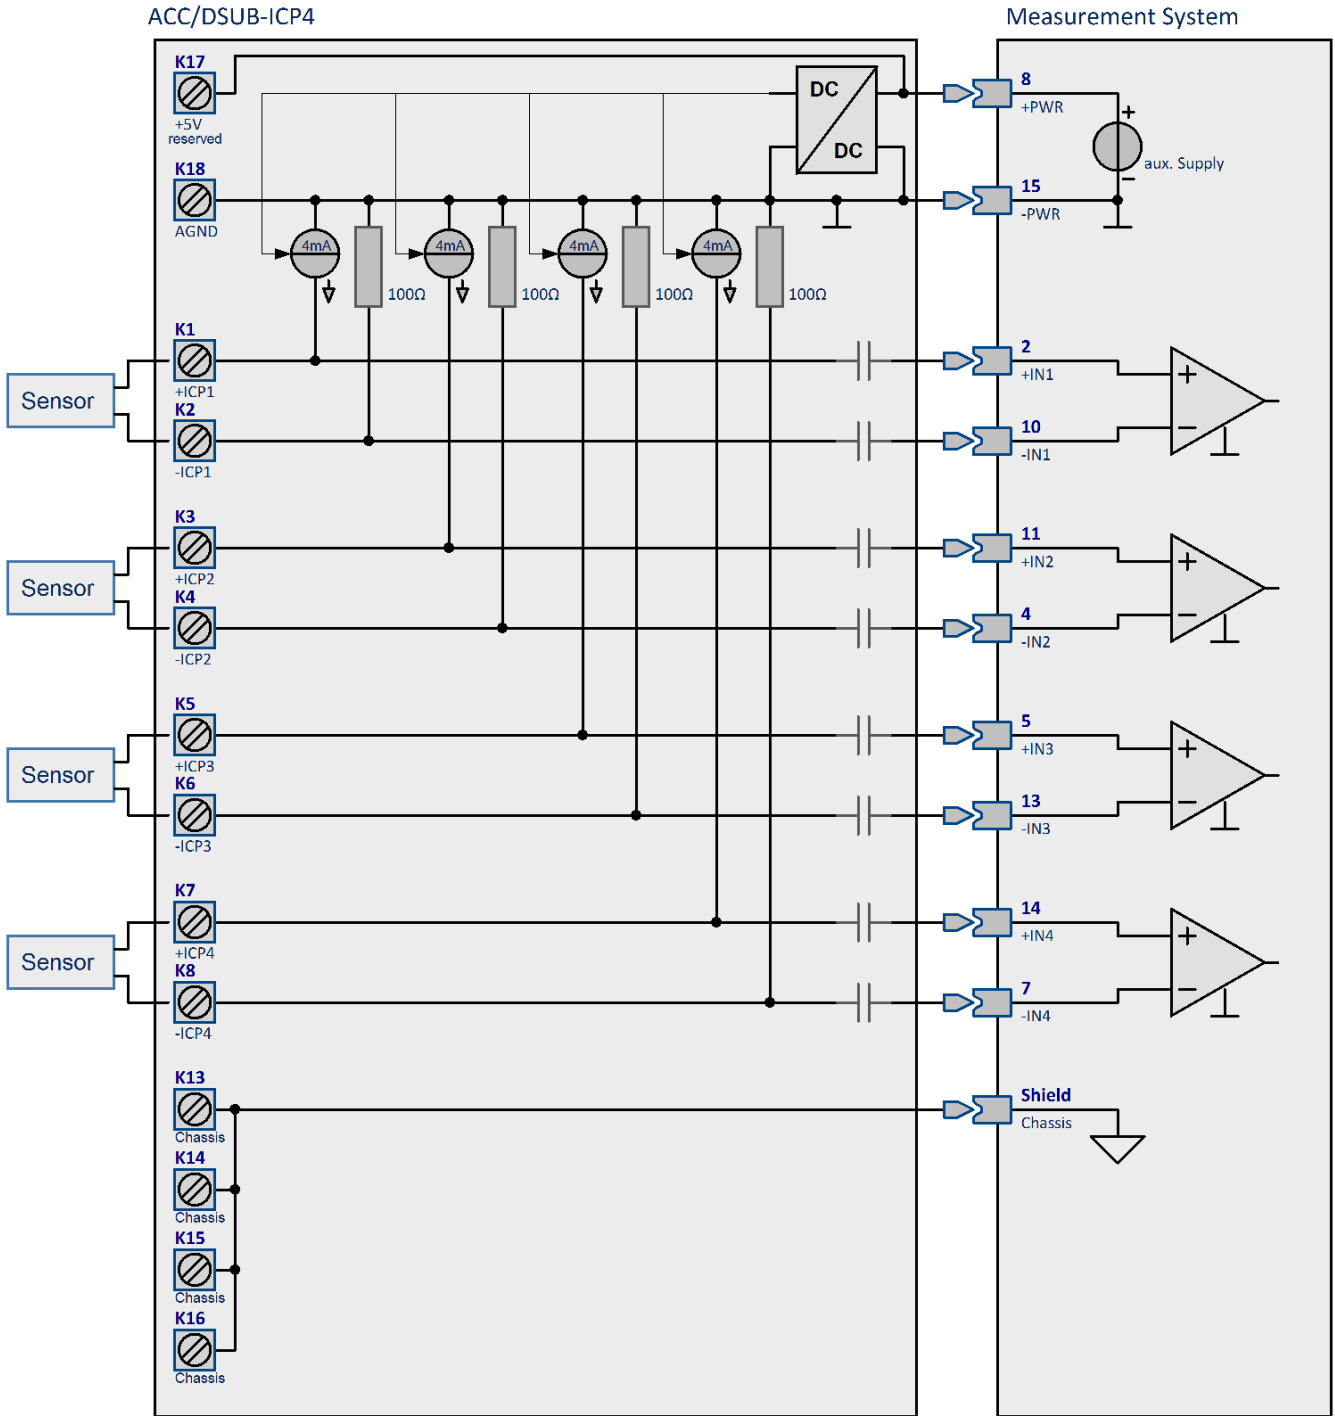 ACC/DSUB-ICP4
Measurement System
K17
+5V
reserved
DC
DC
8
+PWR
+
aux. Supply
−
K18
AGND
15
-PWR
4mA
100Ω
4mA
100Ω
4mA
100Ω
4mA
100Ω
Sensor
K1
+ICP1
K2
-ICP1
2
+IN1
10
-IN1
+
−
Sensor
K3
+ICP2
K4
-ICP2
11
+IN2
4
-IN2
+
−
Sensor
K5
+ICP3
K6
-ICP3
5
+IN3
13
-IN3
+
−
Sensor
K7
+ICP4
K8
-ICP4
14
+IN4
7
-IN4
+
−
K13
Chassis
Shield
Chassis
K14
Chassis
K15
Chassis
K16
Chassis